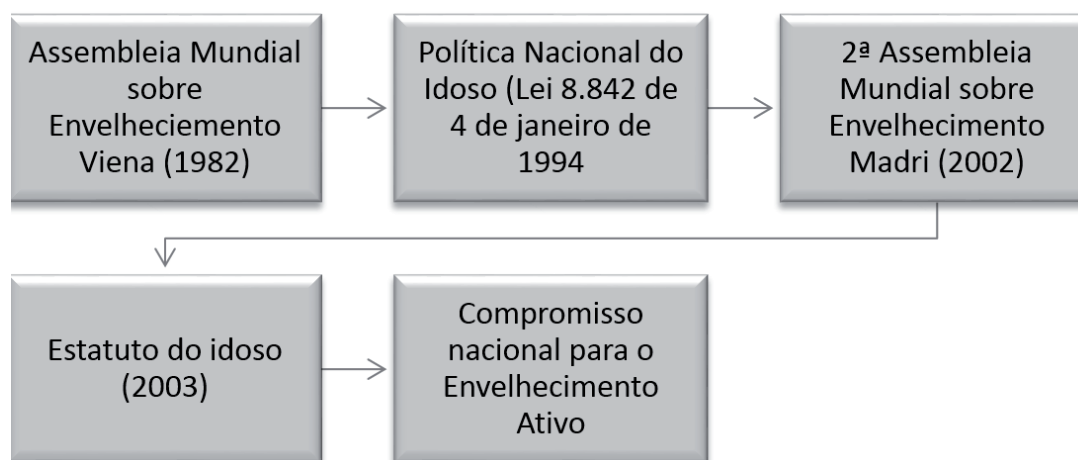 Assembleia Mundial
sobre
Envelheciemento
Viena (1982)
Política Nacional do
Idoso (Lei 8.842 de
4 de janeiro de
1994
2ª Assembleia
Mundial sobre
Envelhecimento
Madri (2002)
Estatuto do idoso
(2003)
Compromisso
nacional para o
Envelhecimento
Ativo